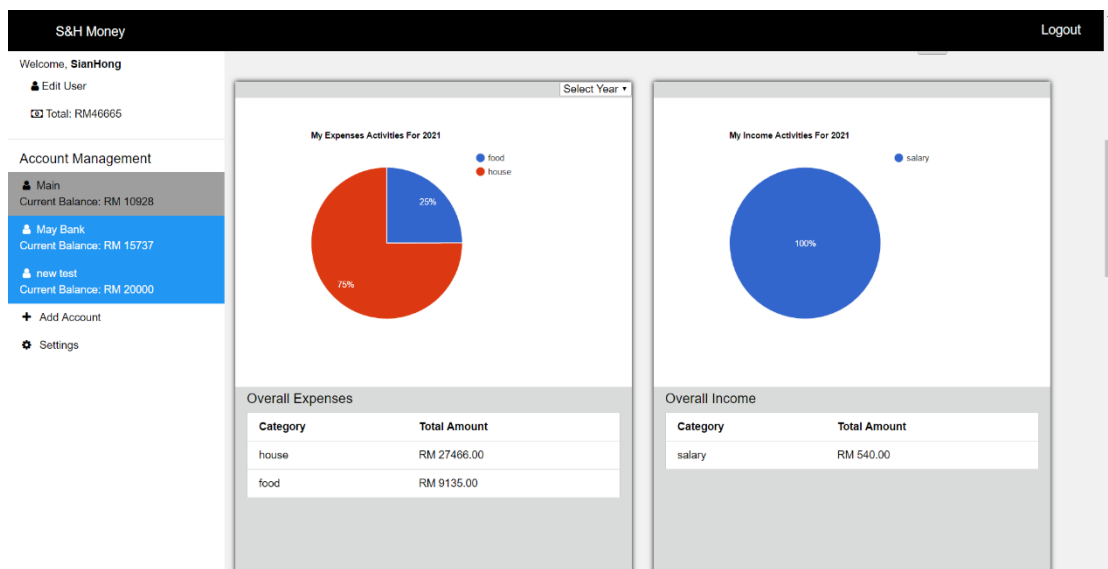 S&H Money
Logout
Welcome, SianHong
Edit User
Total: RM46665
Account Management
Main
Current Balance: RM 10928
May Bank
Current Balance: RM 15737
new test
Current Balance: RM 20000
Add Account
Settings
Select Year
My Expenses Activities For 2021
food
house
25%
75%
Overall Expenses
Category Total Amount
house RM 27466.00
food RM 9135.00
My Income Activities For 2021
salary
100%
Overall Income
Category Total Amount
salary RM 540.00